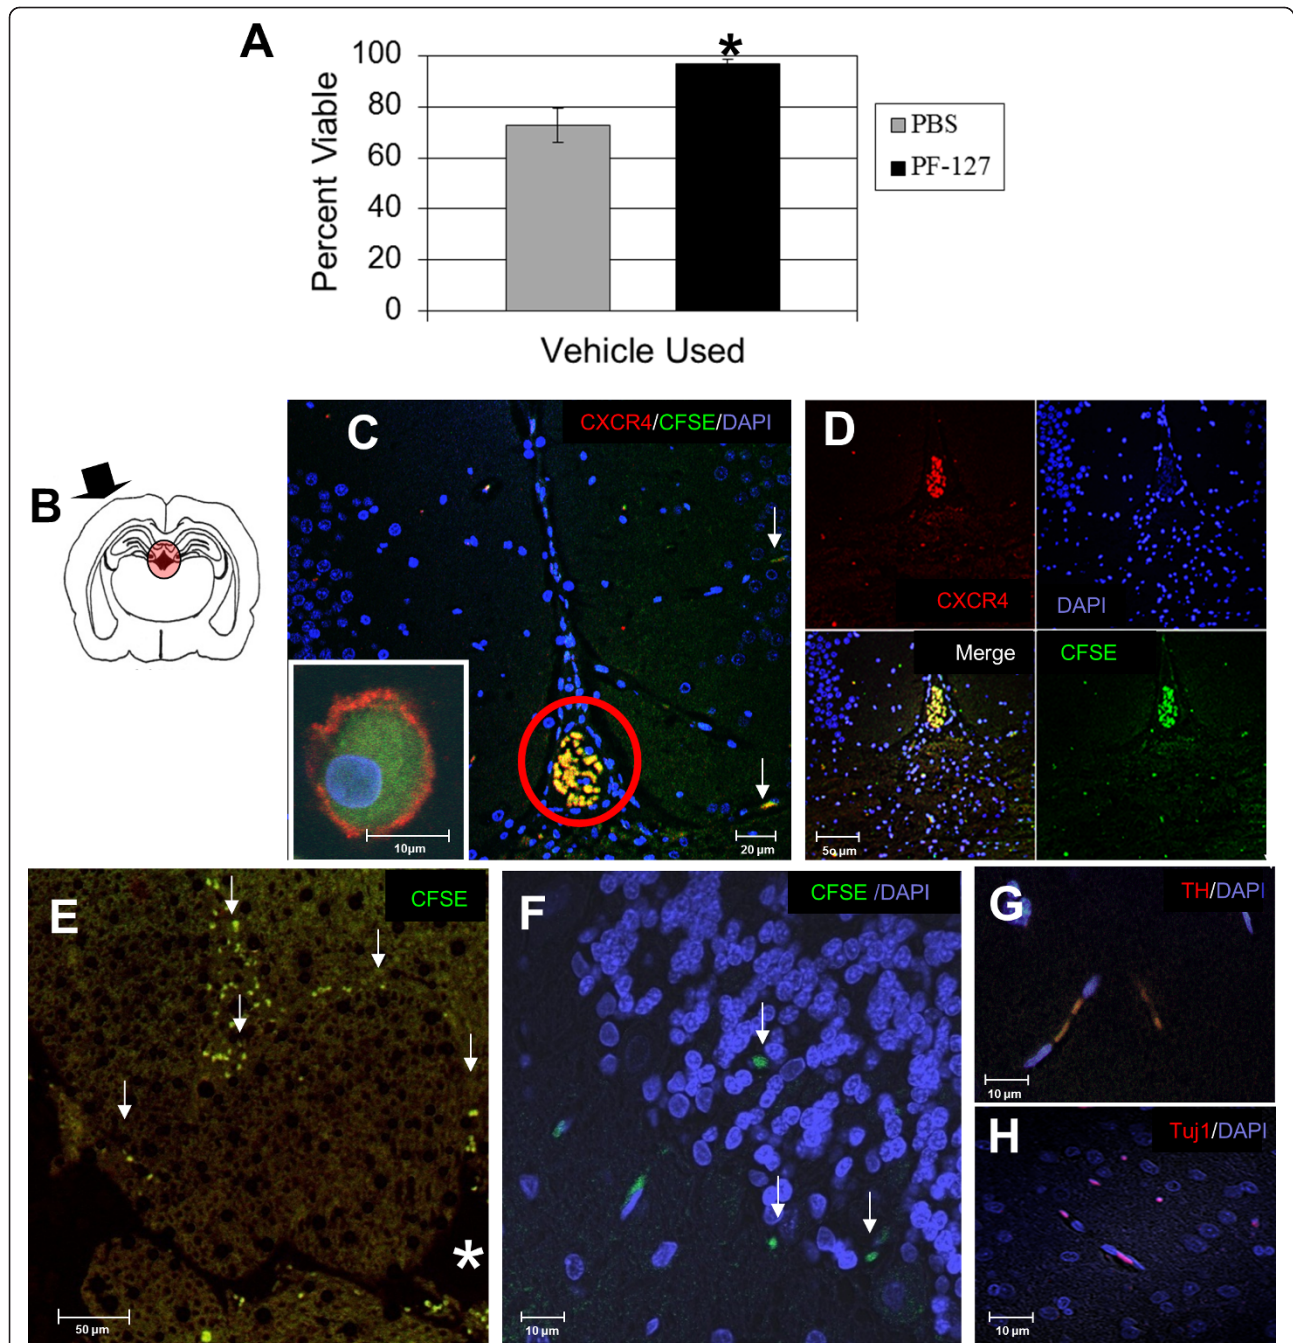 A
*
100
80
60
40
20
0
Percent Viable
Vehicle Used
PBS
PF-127
B
C
CXCR4/CFSE/DAPI
10µm
20 µm
D
CXCR4
DAPI
Merge
CFSE
50 µm
E
CFSE
*
50 µm
F
CFSE /DAPI
10 µm
G
TH/DAPI
10 µm
H
Tuj1/DAPI
10 µm